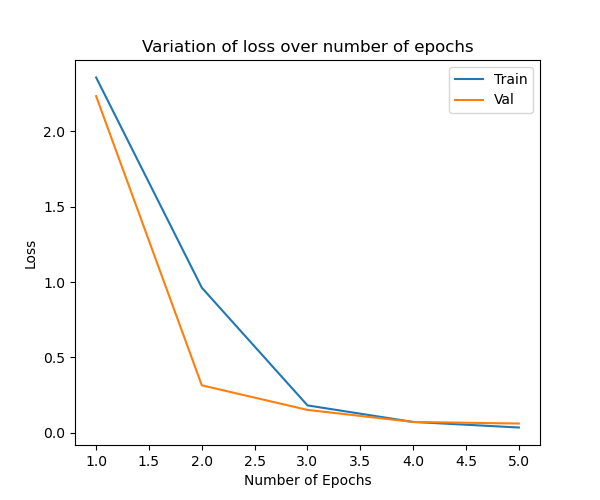 Variation of loss over number of epochs
Train
Val
2.0
1.5
1.0
0.5
0.0
Loss
1.0 1.5 2.0 2.5 3.0 3.5 4.0 4.5 5.0
Number of Epochs